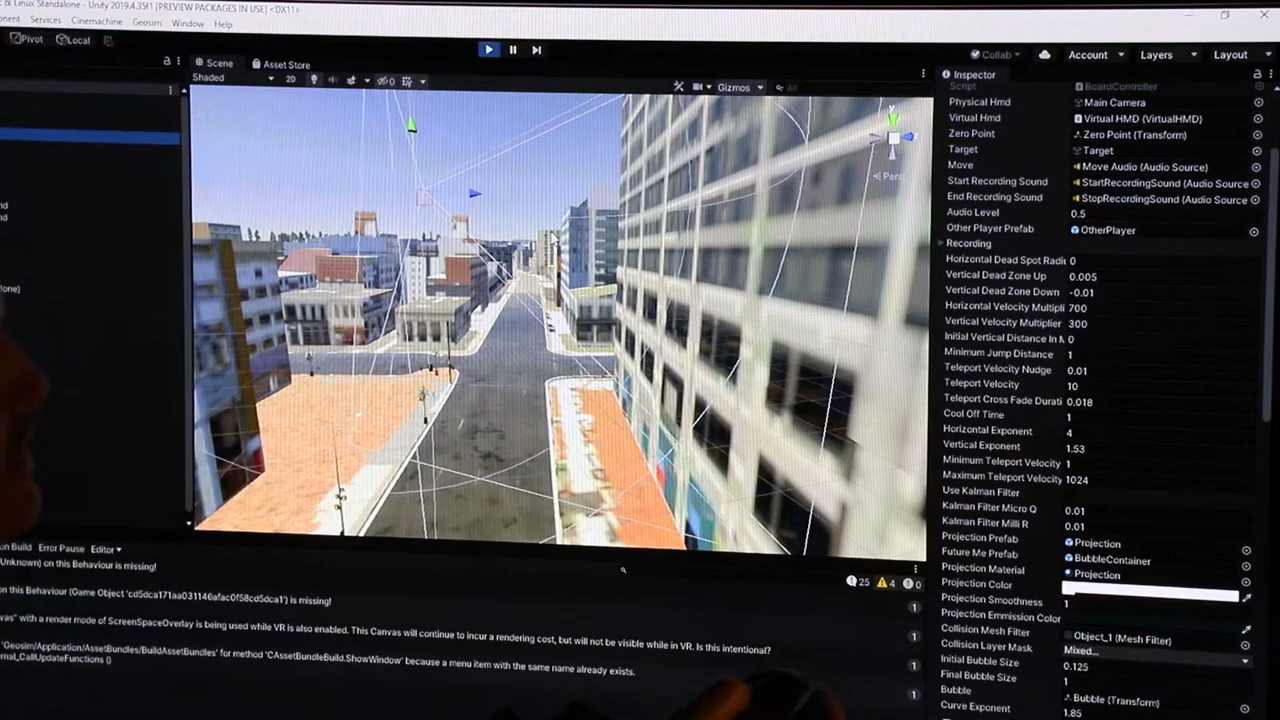 & Linux Standalone - Unity 2019.4.35f1 [PREVIEW PACKAGES IN USE] <DX11>
onent Services Cinemachine Geosim Window Help
Pivot Local
Collab Account Layers Layout
Scene Asset Store
Shaded 2D 0 Gizmos All
y
< Pers
Inspector
Script BoardController
Physical Hmd Main Camera
Virtual Hmd Virtual HMD (VirtualHMD)
Zero Point Zero Point (Transform)
Target Target
Move Move Audio (Audio Source)
Start Recording Sound StartRecordingSound (Audio Source
End Recording Sound StopRecordingSound (Audio Source
Audio Level 0.5
Other Player Prefab OtherPlayer
Recording
Horizontal Dead Spot Radi 0
Vertical Dead Zone Up 0.005
Vertical Dead Zone Down -0.01
Horizontal Velocity Multipli 700
Vertical Velocity Multiplier 300
Initial Vertical Distance In M 0
Minimum Jump Distance 1
Teleport Velocity Nudge 0.01
Teleport Velocity 10
Teleport Cross Fade Durati 0.018
Cool Off Time 1
Horizontal Exponent 4
Vertical Exponent 1.53
Minimum Teleport Velocity 1
Maximum Teleport Velocity 1024
Use Kalman Filter
Kalman Filter Micro Q 0.01
Kalman Filter Milli R 0.01
Projection Prefab Projection
Future Me Prefab BubbleContainer
Projection Material Projection
Projection Color
Projection Smoothness 1
Projection Emmission Color
Collision Mesh Filter Object_1 (Mesh Filter)
Collision Layer Mask Mixed...
Initial Bubble Size 0.125
Final Bubble Size 1
Bubble Bubble (Transform)
Curve Exponent 1.85
nd
nd
lone)
on Build Error Pause Editor
25 4 0
Unknown) on this Behaviour is missing!
1
on this Behaviour (Game Object 'cd5dca171aa031146afac0f58cd5dca1') is missing!
1
vas" with a render mode of ScreenSpaceOverlay is being used while VR is also enabled. This Canvas will continue to incur a rendering cost, but will not be visible while in VR. Is this intentional?
1
'Geosim/Application/AssetBundles/BuildAssetBundles' for method 'CAssetBundleBuild.ShowWindow' because a menu item with the same name already exists.
rnal_CallUpdateFunctions ()
1